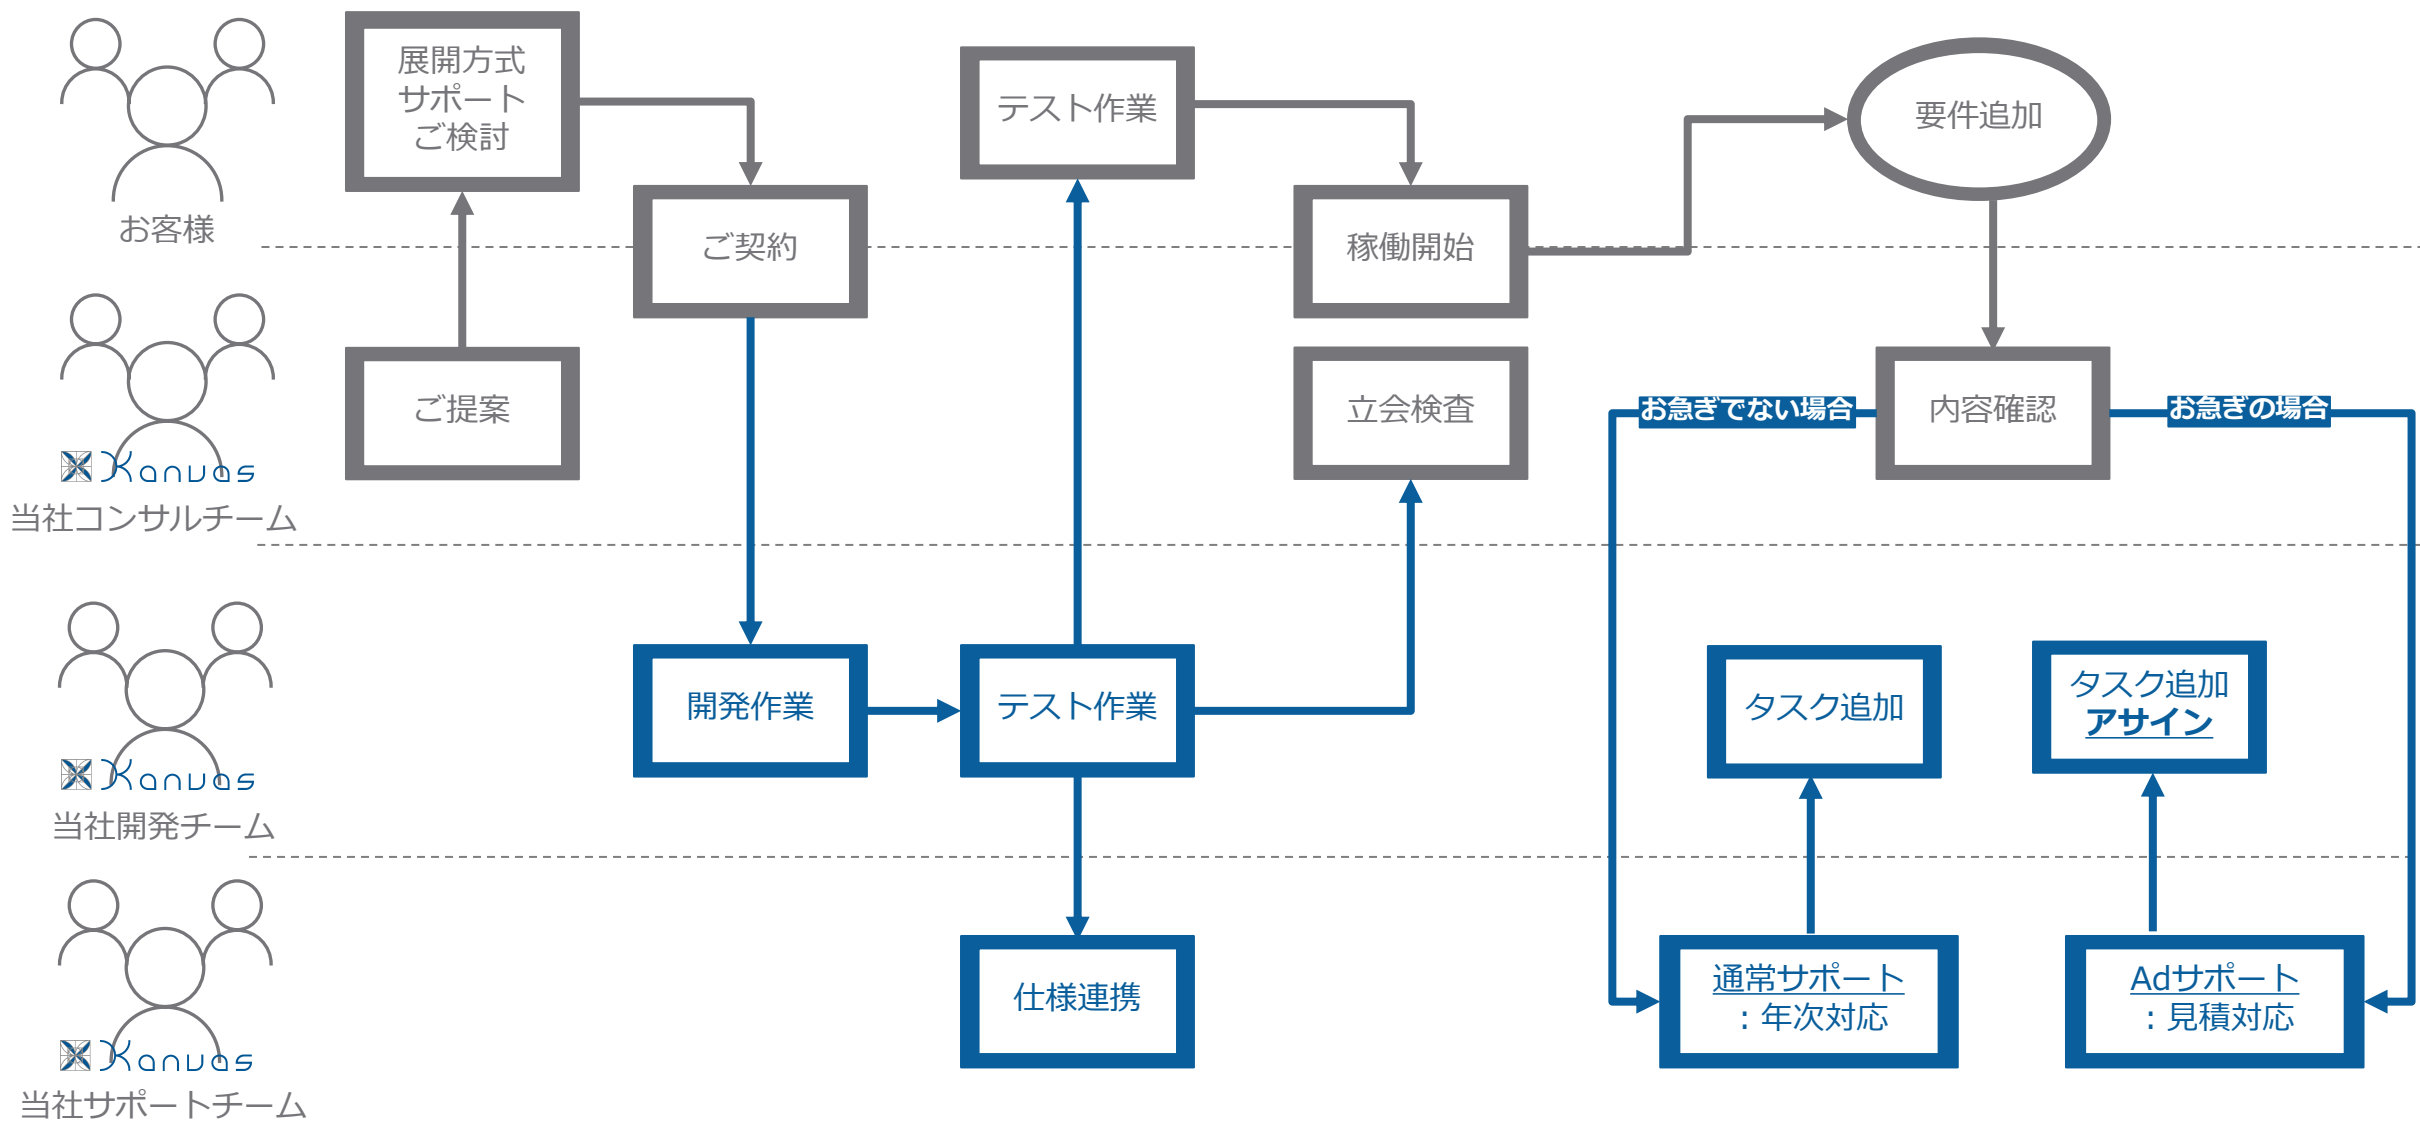 展開方式
サポート
ご検討
テスト作業
要件追加
お客様
ご契約
稼働開始
ご提案
立会検査
お急ぎでない場合
内容確認
お急ぎの場合
Kanvas
当社コンサルチーム
開発作業
テスト作業
タスク追加
タスク追加
アサイン
Kanvas
当社開発チーム
仕様連携
通常サポート
：年次対応
Adサポート
：見積対応
Kanvas
当社サポートチーム